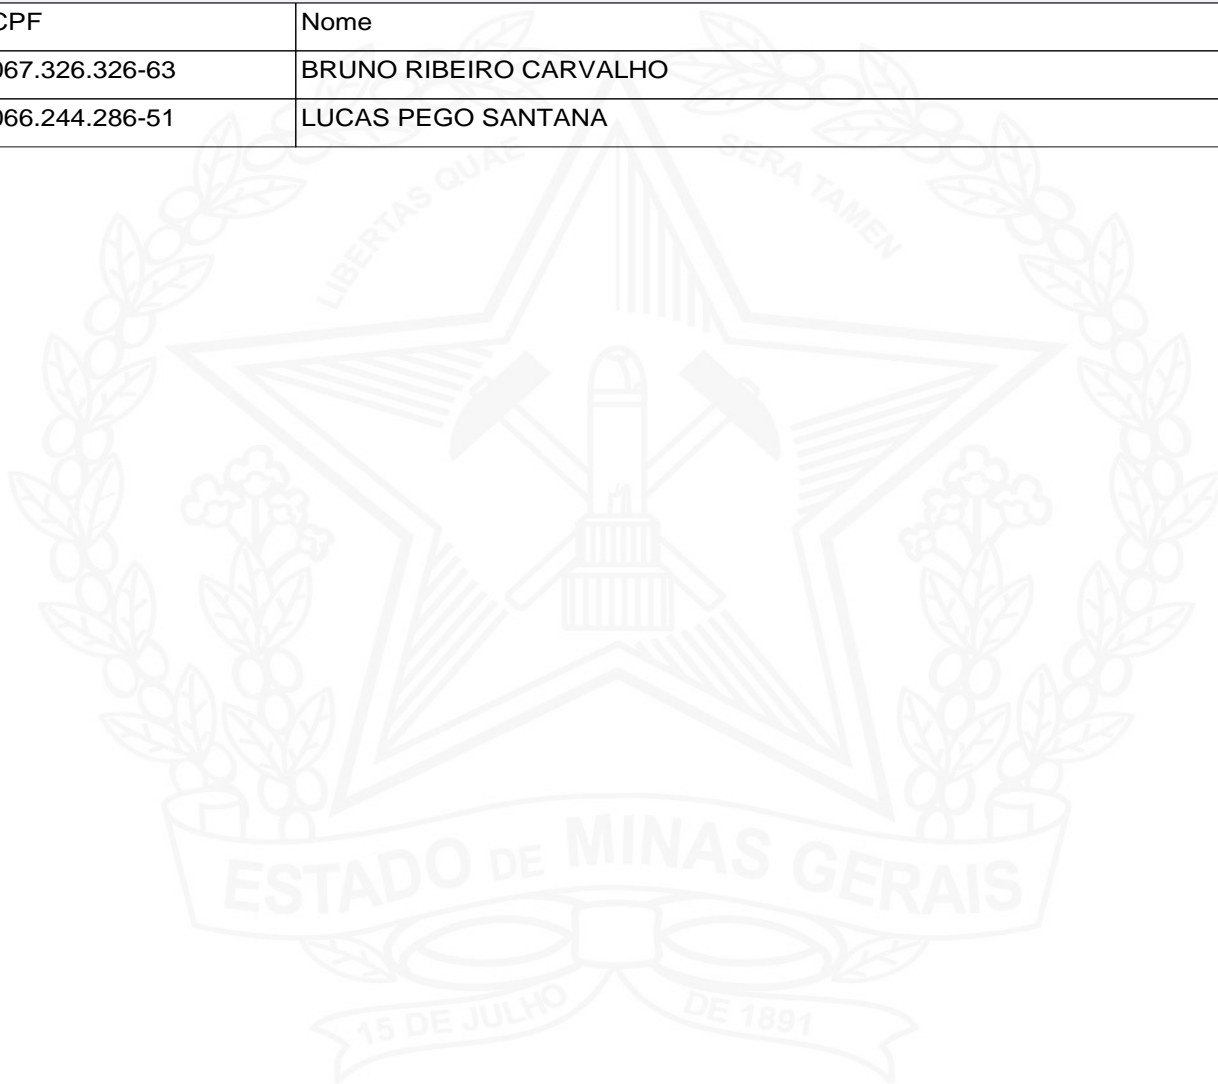 CPF Nome
067.326.326-63 BRUNO RIBEIRO CARVALHO
066.244.286-51 LUCAS PEGO SANTANA
LIBERTAS QUAE SERA TAMEN
ESTADO DE MINAS GERAIS
15 DE JULHO DE 1891